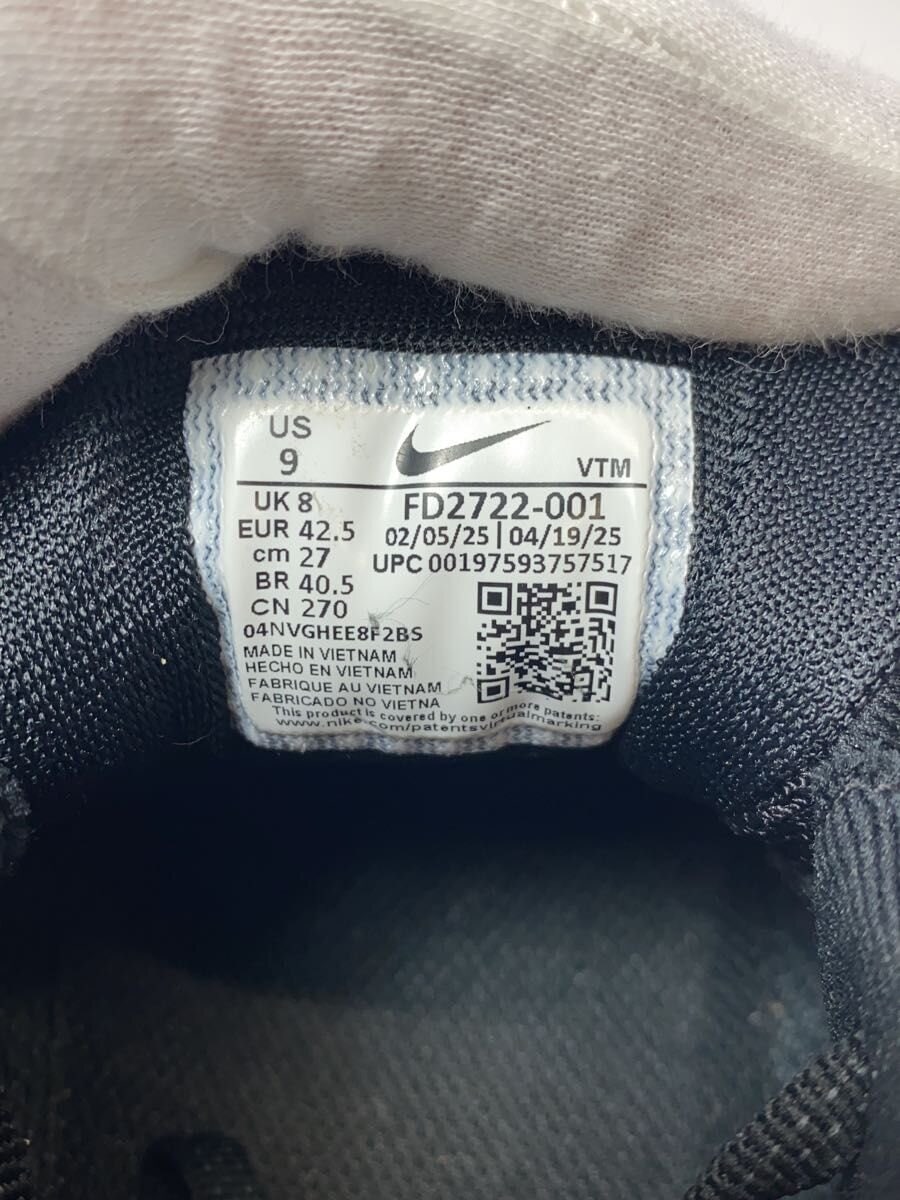 US
9
VTM
UK 8
EUR 42.5
cm 27
BR 40.5
CN 270
FD2722-001
02/05/25 | 04/19/25
UPC 00197593757517
04NVGHEE8F2BS
MADE IN VIETNAM
HECHO EN VIETNAM
FABRIQUE AU VIETNAM
FABRICADO NO VIETNA
This product is covered by one or more patents:
www.nike.com/patentsvirtualmarking